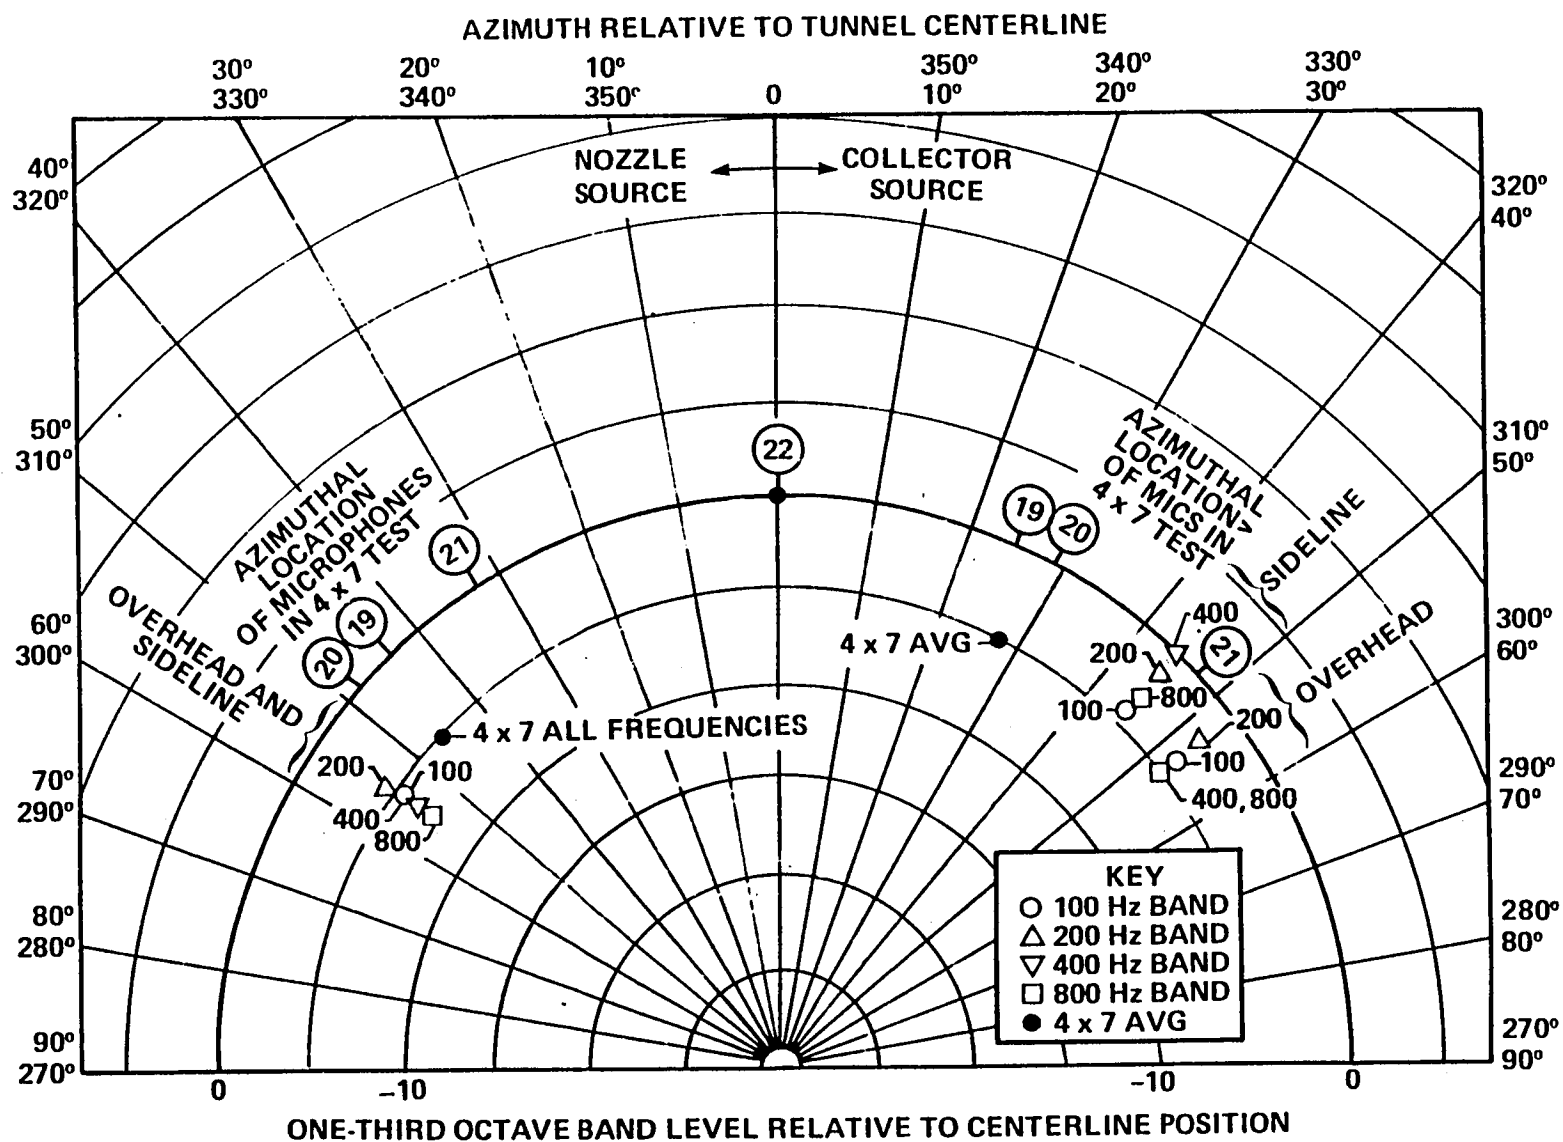 AZIMUTH RELATIVE TO TUNNEL CENTERLINE
30° 20° 10° 350° 340° 330°
330° 340° 350° 0 10° 20° 30°
NOZZLE
SOURCE
COLLECTOR
SOURCE
40°
320°
320°
40°
50°
310°
310°
50°
22
AZIMUTHAL
LOCATION
OF MICROPHONES
IN 4 x 7 TEST
21
19
20
AZIMUTHAL
LOCATION>
OF MICS IN
4 x 7 TEST
SIDELINE
OVERHEAD AND
SIDELINE
20
19
60°
300°
300°
60°
4 x 7 AVG
400
200
21
OVERHEAD
100
800
200
100
400,800
4 x 7 ALL FREQUENCIES
200
100
400
800
70°
290°
290°
70°
KEY
100 Hz BAND
200 Hz BAND
400 Hz BAND
800 Hz BAND
4 x 7 AVG
80°
280°
280°
80°
90°
270°
270°
90°
0 –10 –10 0
ONE-THIRD OCTAVE BAND LEVEL RELATIVE TO CENTERLINE POSITION